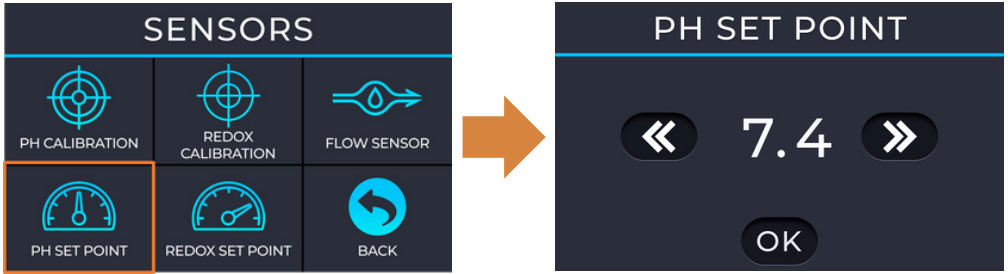 SENSORS
PH CALIBRATION
REDOX
CALIBRATION
FLOW SENSOR
PH SET POINT
REDOX SET POINT
BACK
PH SET POINT
7.4
OK